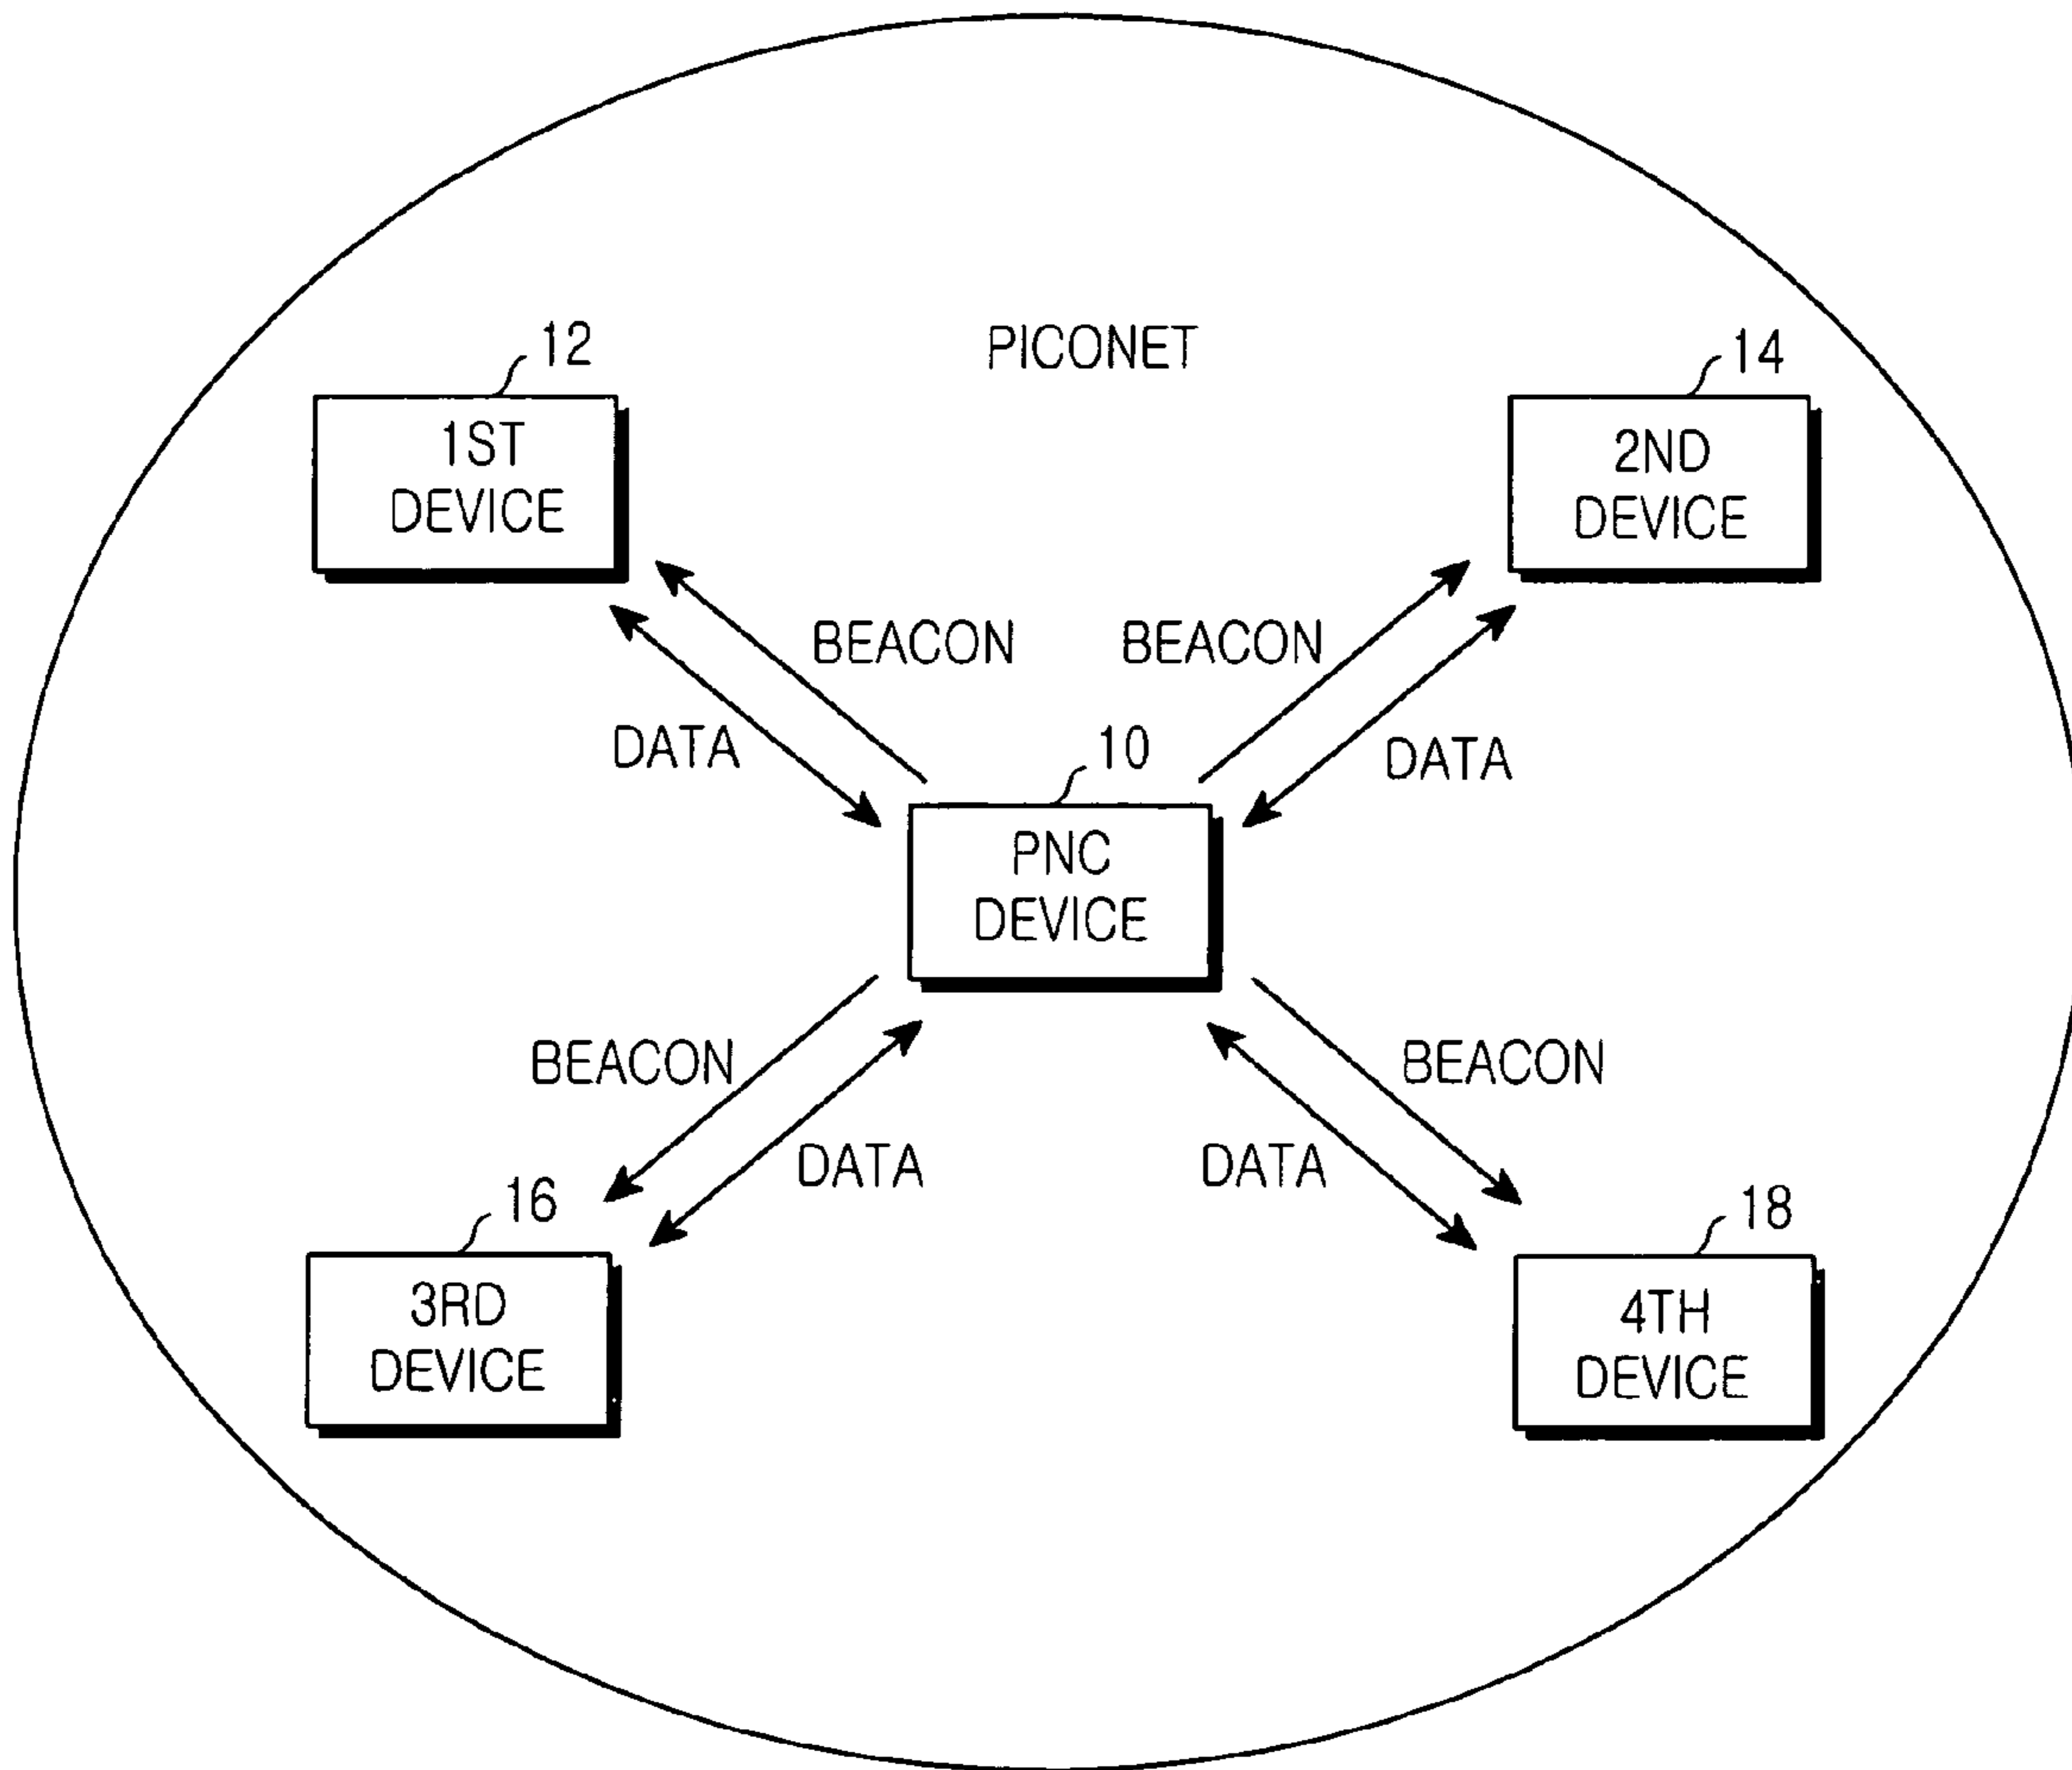 PICONET
12
14
1ST
DEVICE
2ND
DEVICE
BEACON
BEACON
DATA
10
DATA
PNC
DEVICE
BEACON
BEACON
DATA
DATA
16
18
3RD
DEVICE
4TH
DEVICE